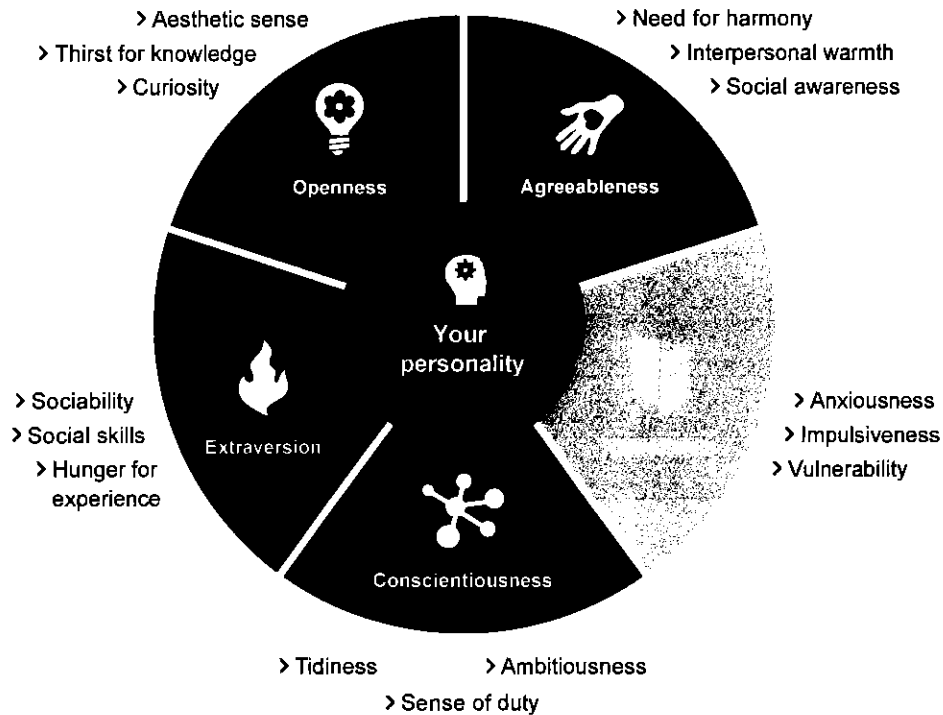 > Aesthetic sense
> Thirst for knowledge
> Curiosity
> Need for harmony
> Interpersonal warmth
> Social awareness
Openness
Agreeableness
Your
personality
> Sociability
> Social skills
> Hunger for
experience
Extraversion
> Anxiousness
> Impulsiveness
> Vulnerability
Conscientiousness
> Tidiness
> Ambitiousness
> Sense of duty